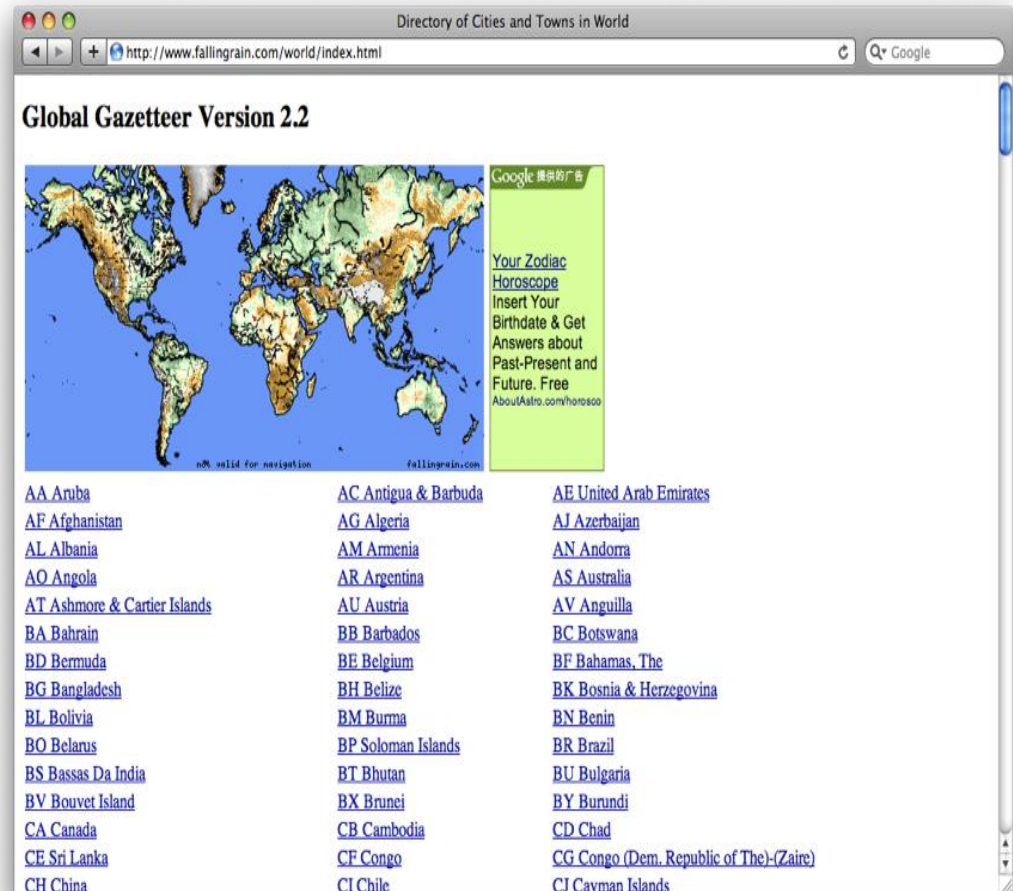 Directory of Cities and Towns in World
http://www.fallingrain.com/world/index.html
Google
Global Gazetteer Version 2.2
Google 提供的广告
Your Zodiac
Horoscope
Insert Your
Birthdate & Get
Answers about
Past-Present and
Future. Free
AboutAstro.com/horosco
not valid for navigation fallingrain.com
AA Aruba AC Antigua & Barbuda AE United Arab Emirates
AF Afghanistan AG Algeria AJ Azerbaijan
AL Albania AM Armenia AN Andorra
AO Angola AR Argentina AS Australia
AT Ashmore & Cartier Islands AU Austria AV Anguilla
BA Bahrain BB Barbados BC Botswana
BD Bermuda BE Belgium BF Bahamas, The
BG Bangladesh BH Belize BK Bosnia & Herzegovina
BL Bolivia BM Burma BN Benin
BO Belarus BP Soloman Islands BR Brazil
BS Bassas Da India BT Bhutan BU Bulgaria
BV Bouvet Island BX Brunei BY Burundi
CA Canada CB Cambodia CD Chad
CE Sri Lanka CF Congo CG Congo (Dem. Republic of The)-(Zaire)
CH China CI Chile CJ Cayman Islands